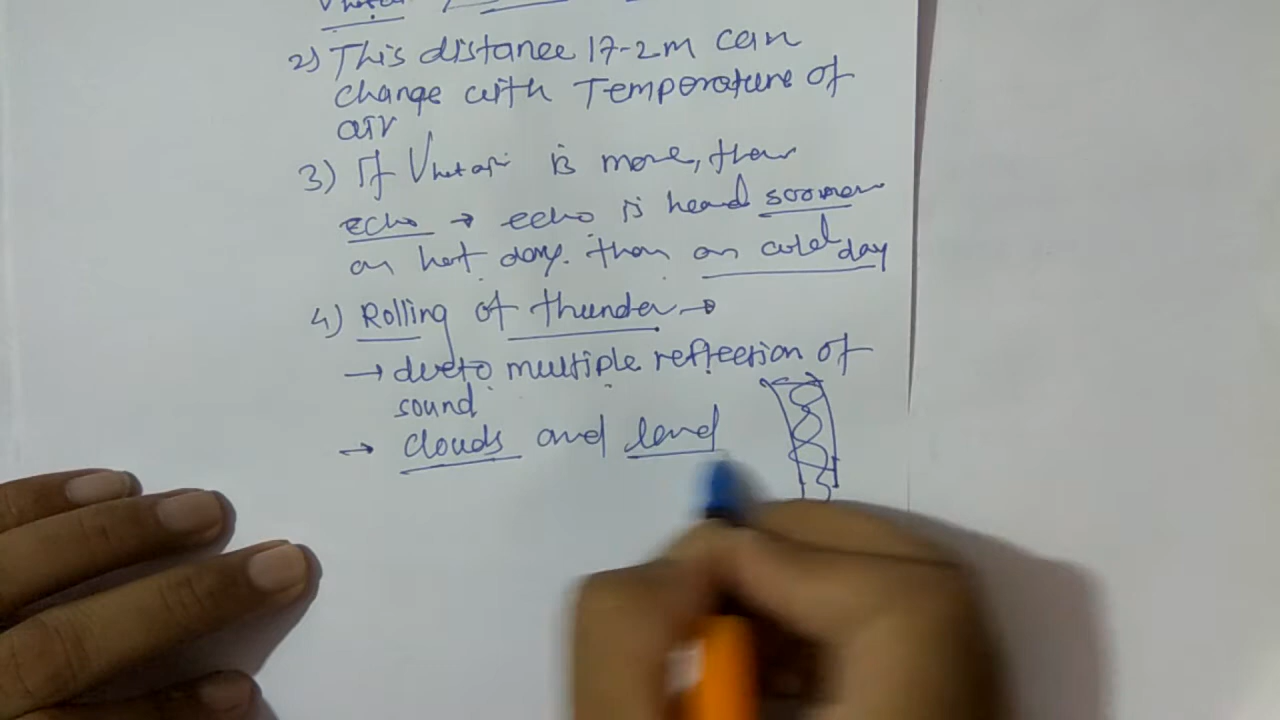 2) This distance 17-2m can
change with Temperature of
air
3) If Vhot air is more, then
echo → echo is heard sooner
on hot day. than on cold day
4) Rolling of thunder →
→ due to multiple reflection of
sound
→ clouds and land